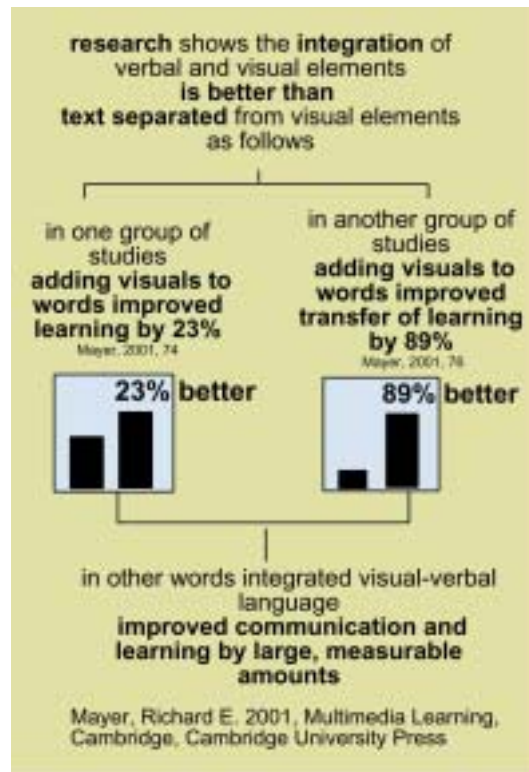 research shows the integration of
verbal and visual elements
is better than
text separated from visual elements
as follows
in one group of
studies
adding visuals to
words improved
learning by 23%
Mayer, 2001, 74
in another group of
studies
adding visuals to
words improved
transfer of learning
by 89%
Mayer, 2001, 76
23% better
89% better
in other words integrated visual-verbal
language
improved communication and
learning by large, measurable
amounts
Mayer, Richard E. 2001, Multimedia Learning,
Cambridge, Cambridge University Press